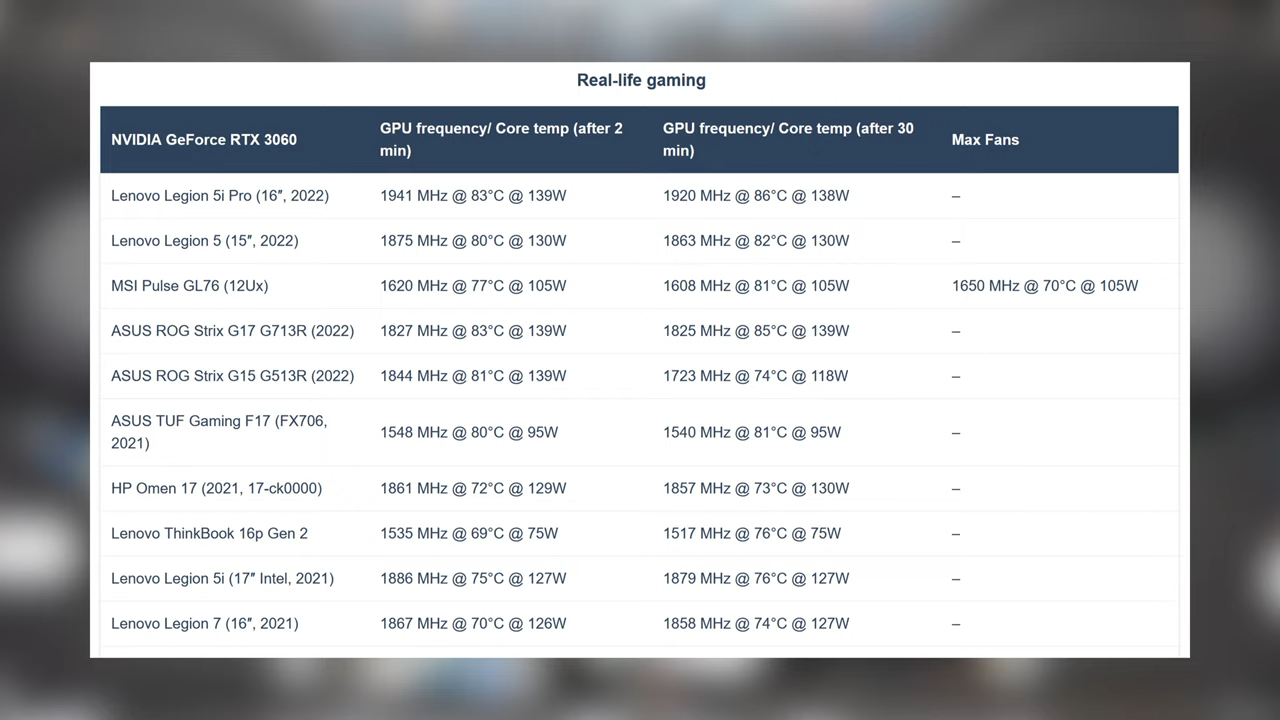 Real-life gaming
NVIDIA GeForce RTX 3060
GPU frequency/ Core temp (after 2
min)
GPU frequency/ Core temp (after 30
min)
Max Fans
Lenovo Legion 5i Pro (16″, 2022) 1941 MHz @ 83°C @ 139W 1920 MHz @ 86°C @ 138W –
Lenovo Legion 5 (15″, 2022) 1875 MHz @ 80°C @ 130W 1863 MHz @ 82°C @ 130W –
MSI Pulse GL76 (12Ux) 1620 MHz @ 77°C @ 105W 1608 MHz @ 81°C @ 105W 1650 MHz @ 70°C @ 105W
ASUS ROG Strix G17 G713R (2022) 1827 MHz @ 83°C @ 139W 1825 MHz @ 85°C @ 139W –
ASUS ROG Strix G15 G513R (2022) 1844 MHz @ 81°C @ 139W 1723 MHz @ 74°C @ 118W –
ASUS TUF Gaming F17 (FX706,
2021)
1548 MHz @ 80°C @ 95W 1540 MHz @ 81°C @ 95W –
HP Omen 17 (2021, 17-ck0000) 1861 MHz @ 72°C @ 129W 1857 MHz @ 73°C @ 130W –
Lenovo ThinkBook 16p Gen 2 1535 MHz @ 69°C @ 75W 1517 MHz @ 76°C @ 75W –
Lenovo Legion 5i (17″ Intel, 2021) 1886 MHz @ 75°C @ 127W 1879 MHz @ 76°C @ 127W –
Lenovo Legion 7 (16″, 2021) 1867 MHz @ 70°C @ 126W 1858 MHz @ 74°C @ 127W –